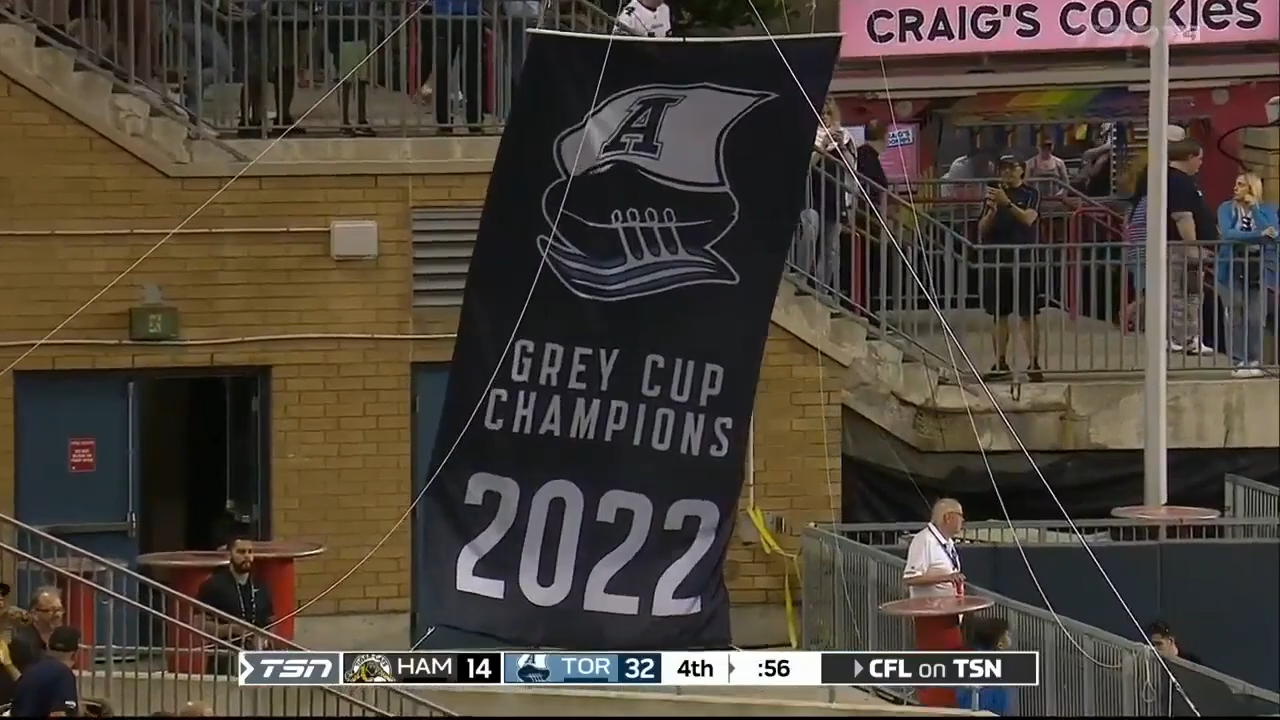 CRAIG'S COOKIES
A
GREY CUP
CHAMPIONS
2022
TSN HAM 14 TOR 32 4th :56 CFL on TSN